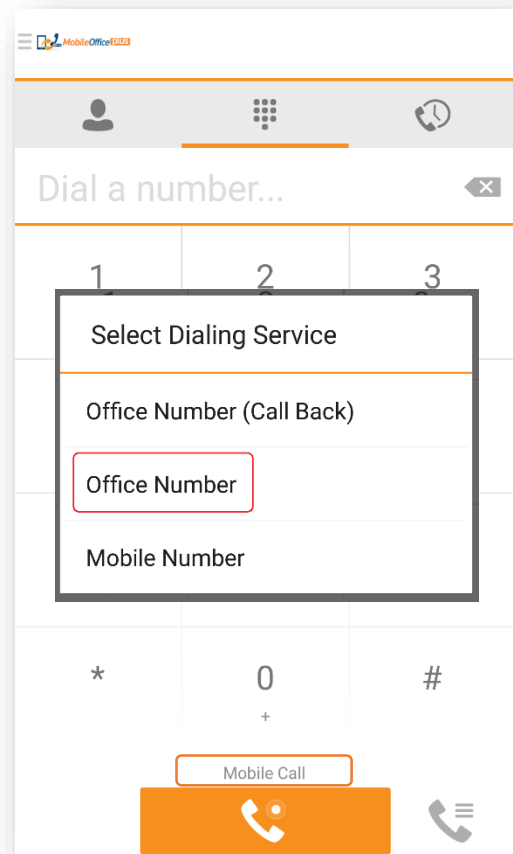 MobileOffice PLUS
Dial a number...
1
2
3
Select Dialing Service
Office Number (Call Back)
Office Number
Mobile Number
*
0
#
+
Mobile Call